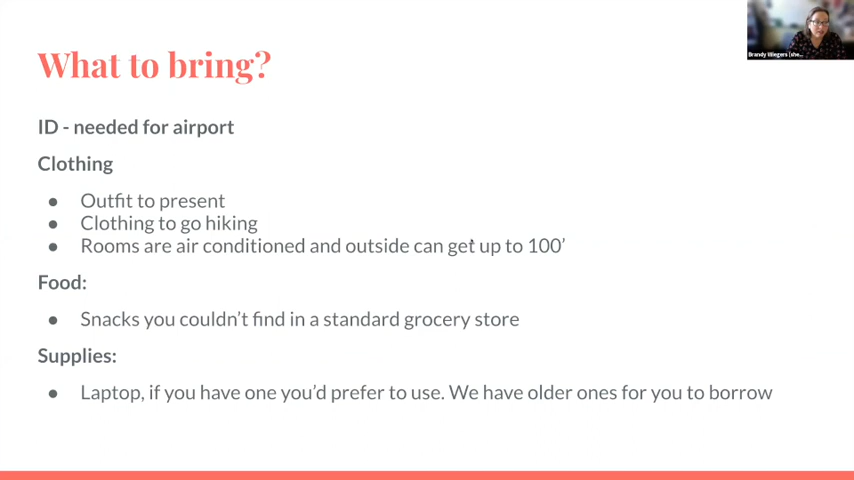 What to bring?
Brandy Wiegers (she...
ID - needed for airport
Clothing
● Outfit to present
● Clothing to go hiking
● Rooms are air conditioned and outside can get up to 100'
Food:
● Snacks you couldn't find in a standard grocery store
Supplies:
● Laptop, if you have one you'd prefer to use. We have older ones for you to borrow